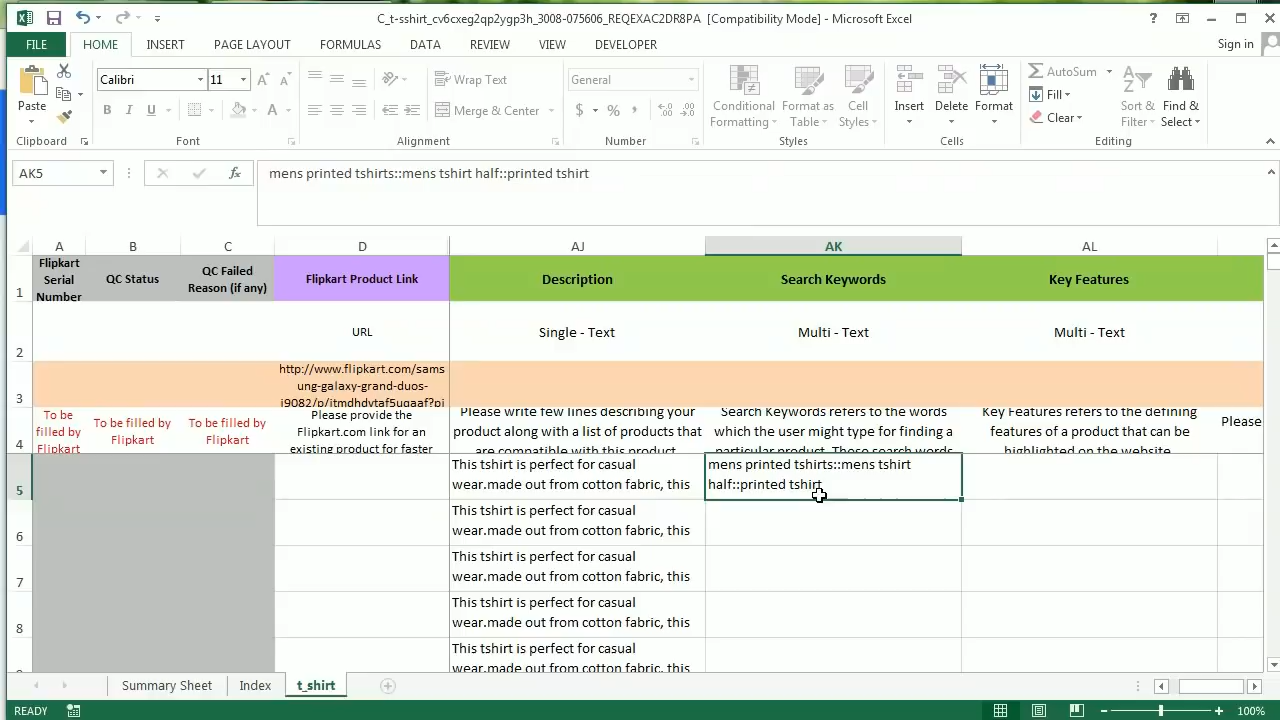 C_t-sshirt_cv6cxeg2qp2ygp3h_3008-075606_REQEXAC2DR8PA [Compatibility Mode] - Microsoft Excel
FILE HOME INSERT PAGE LAYOUT FORMULAS DATA REVIEW VIEW DEVELOPER Sign in
Paste
Calibri 11
B I U
Wrap Text
Merge & Center
General
$ % ,
Conditional Formatting
Format as Table
Cell Styles
Insert Delete Format
AutoSum
Fill
Clear
Sort & Filter
Find & Select
Clipboard Font Alignment Number Styles Cells Editing
AK5 fx mens printed tshirts::mens tshirt half::printed tshirt
A B C D AJ AK AL
1
Flipkart Serial Number
QC Status
QC Failed Reason (if any)
Flipkart Product Link
Description
Search Keywords
Key Features
2
URL
Single - Text
Multi - Text
Multi - Text
3
http://www.flipkart.com/sams
ung-galaxy-grand-duos-
i9082/p/itmdhdvtaf5ugaaf?pi
4
To be filled by Flipkart
To be filled by Flipkart
To be filled by Flipkart
Please provide the
Flipkart.com link for an
existing product for faster
Please write few lines describing your
product along with a list of products that
are compatible with this product
Search Keywords refers to the words
which the user might type for finding a
particular product. These search words
Key Features refers to the defining
features of a product that can be
highlighted on the website
Please
5
This tshirt is perfect for casual
wear.made out from cotton fabric, this
mens printed tshirts::mens tshirt
half::printed tshirt
6
This tshirt is perfect for casual
wear.made out from cotton fabric, this
7
This tshirt is perfect for casual
wear.made out from cotton fabric, this
8
This tshirt is perfect for casual
wear.made out from cotton fabric, this
This tshirt is perfect for casual
wear.made out from cotton fabric, this
Summary Sheet Index t_shirt
READY 100%